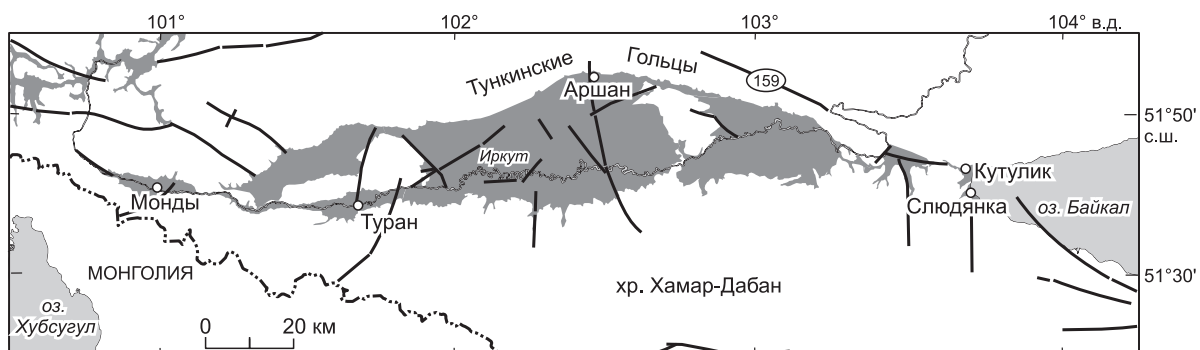 101° 102° 103° 104° в.д.
Тункинские Гольцы
159
Аршан
51°50'
с.ш.
Иркут
Кутулик
Монды
Слюдянка
оз. Байкал
Туран
МОНГОЛИЯ
51°30'
хр. Хамар-Дабан
оз.
Хубсугул
0 20 км